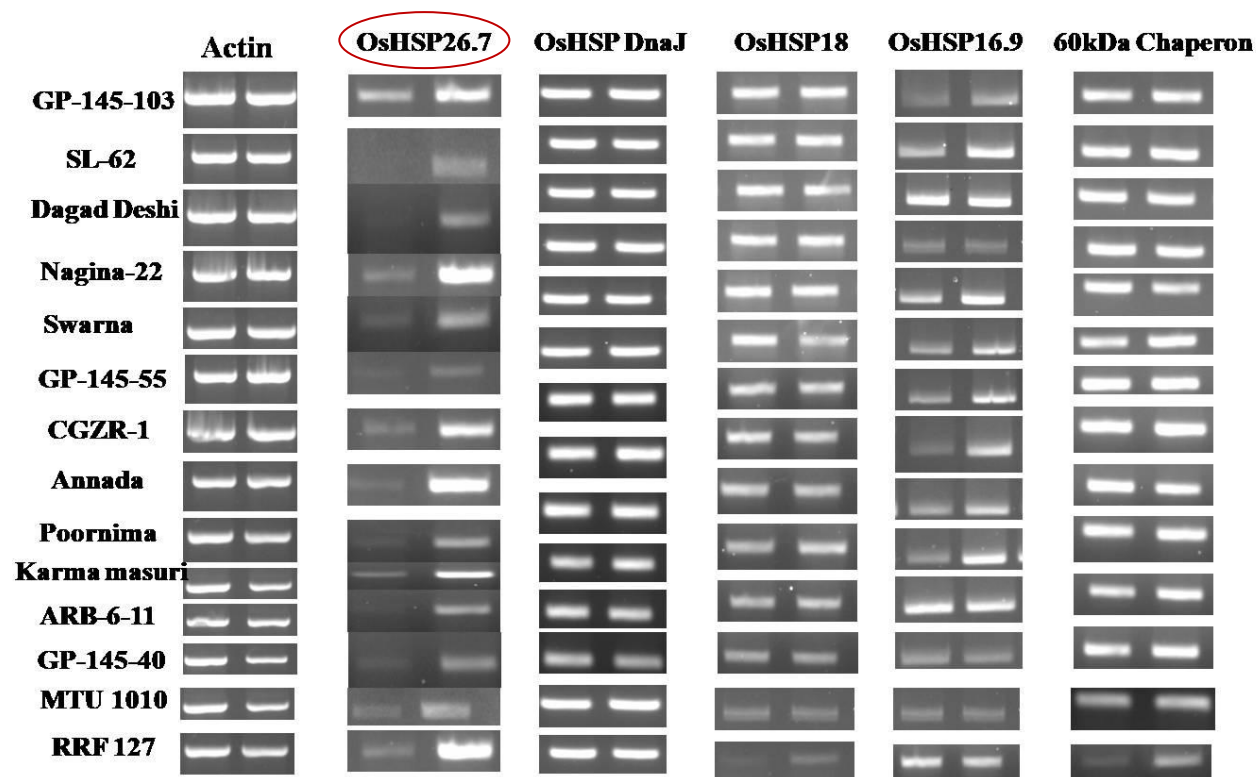 Actin OsHSP26.7 OsHSP DnaJ OsHSP18 OsHSP16.9 60kDa Chaperon
GP-145-103
SL-62
Dagad Deshi
Nagina-22
Swarna
GP-145-55
CGZR-1
Annada
Poornima
Karma masuri
ARB-6-11
GP-145-40
MTU 1010
RRF 127